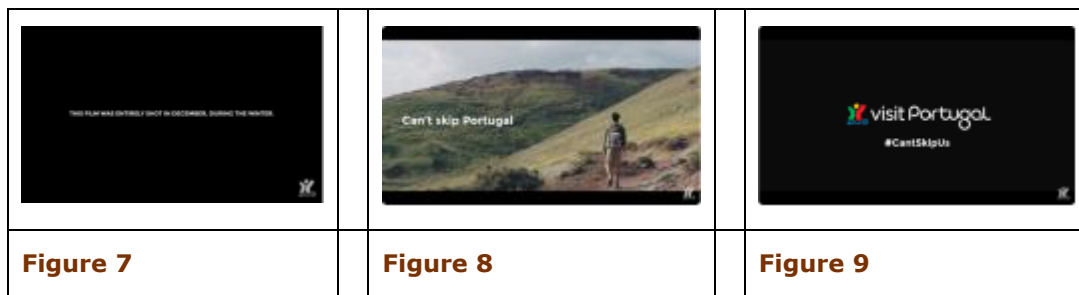 THIS FILM WAS ENTIRELY SHOT IN DECEMBER, DURING THE WINTER.
Can't skip Portugal
visit Portugal
#CantSkipUs
Figure 7
Figure 8
Figure 9